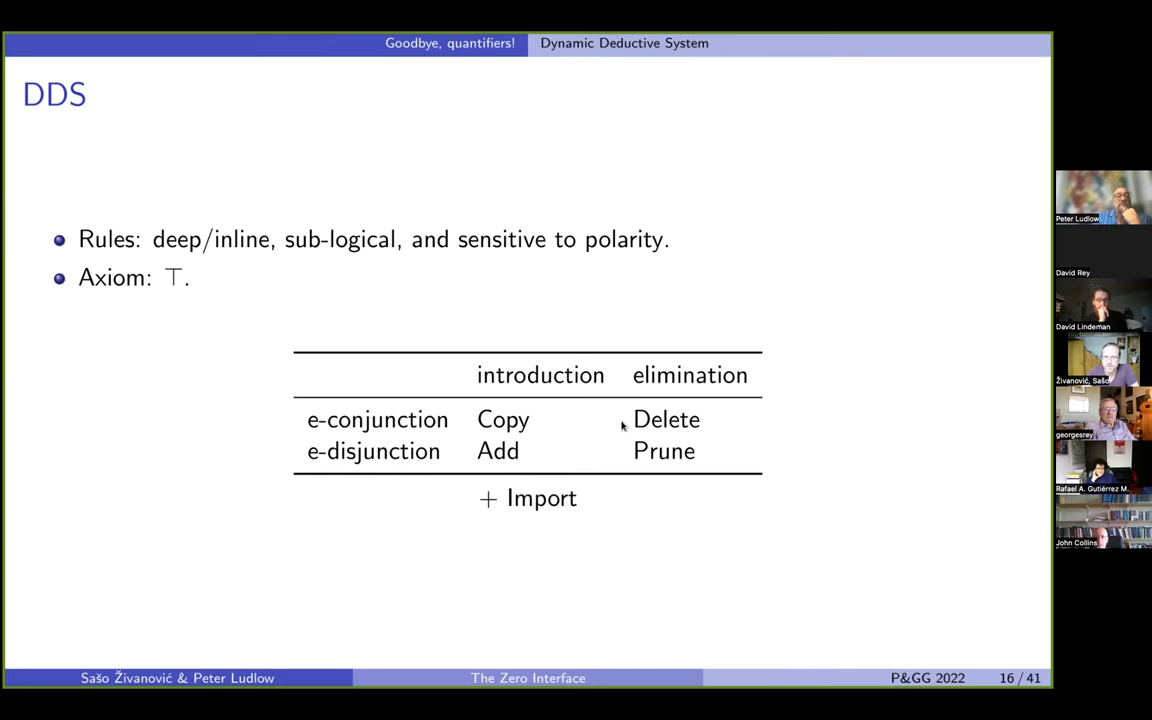 Goodbye, quantifiers! Dynamic Deductive System
DDS
Rules: deep/inline, sub-logical, and sensitive to polarity.
Axiom: ⊤.
introduction elimination
e-conjunction Copy Delete
e-disjunction Add Prune
+ Import
Sašo Živanović & Peter Ludlow The Zero Interface P&GG 2022 16 / 41
Peter Ludlow
David Rey
David Lindeman
Živanović, Sašo
georgesrey
Rafael A. Gutiérrez M.
John Collins